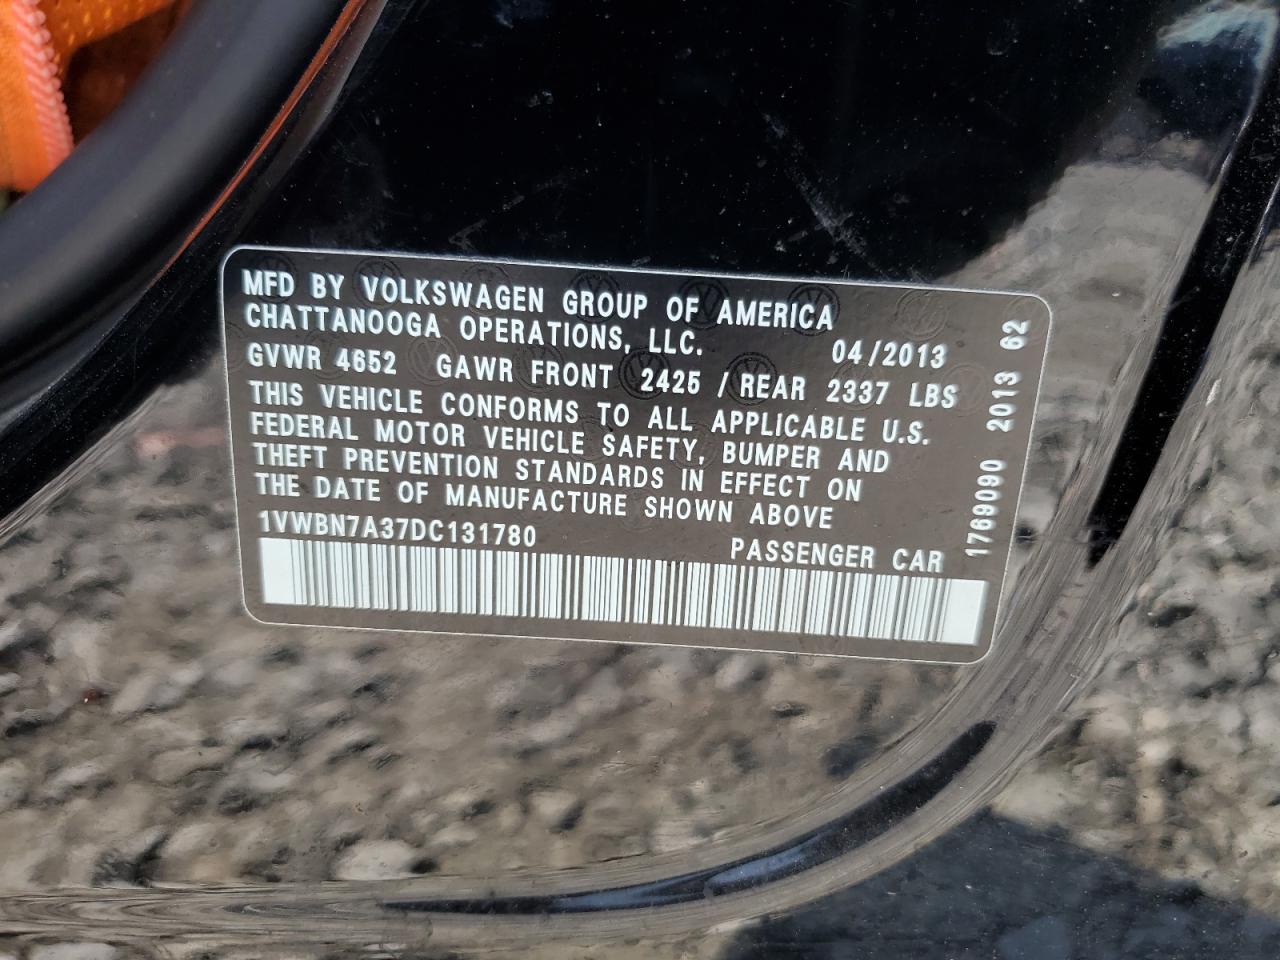 MFD BY VOLKSWAGEN GROUP OF AMERICA
CHATTANOOGA OPERATIONS, LLC. 04/2013
GVWR 4652 GAWR FRONT 2425 / REAR 2337 LBS
THIS VEHICLE CONFORMS TO ALL APPLICABLE U.S.
FEDERAL MOTOR VEHICLE SAFETY, BUMPER AND
THEFT PREVENTION STANDARDS IN EFFECT ON
THE DATE OF MANUFACTURE SHOWN ABOVE
1VWBN7A37DC131780 PASSENGER CAR
1769090 2013 62